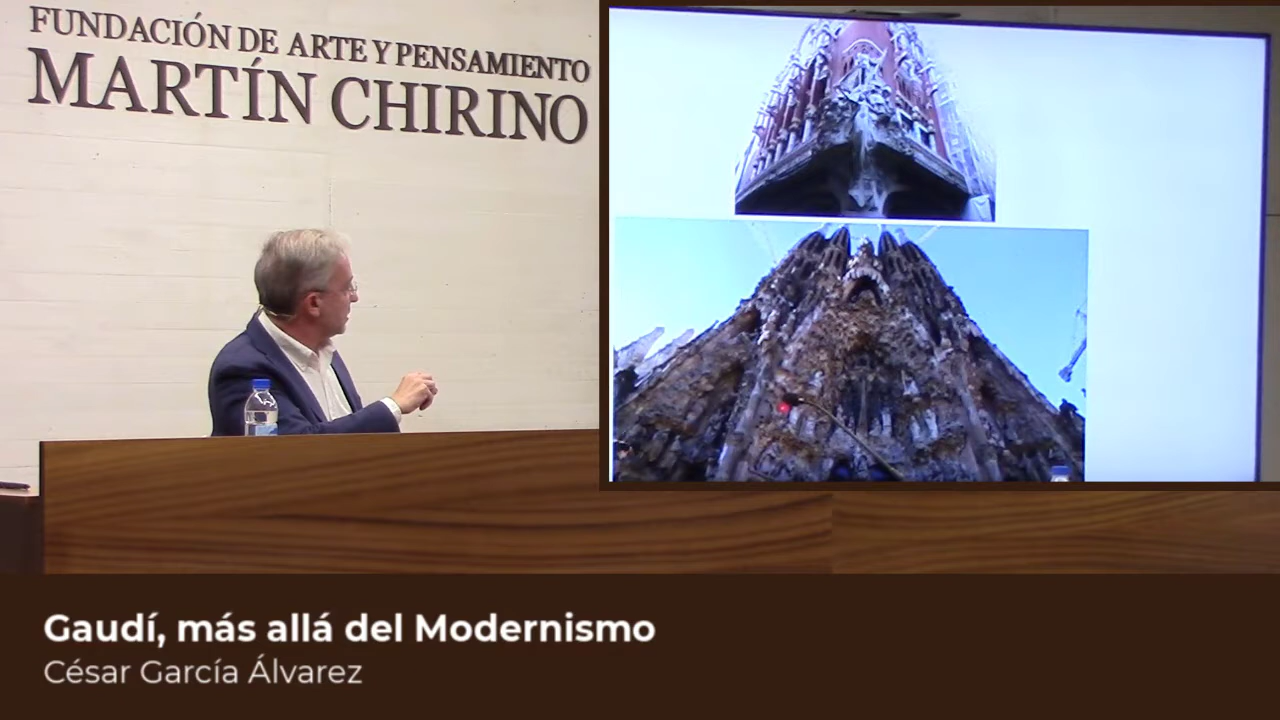 FUNDACIÓN DE ARTE Y PENSAMIENTO
MARTÍN CHIRINO
Gaudí, más allá del Modernismo
César García Álvarez